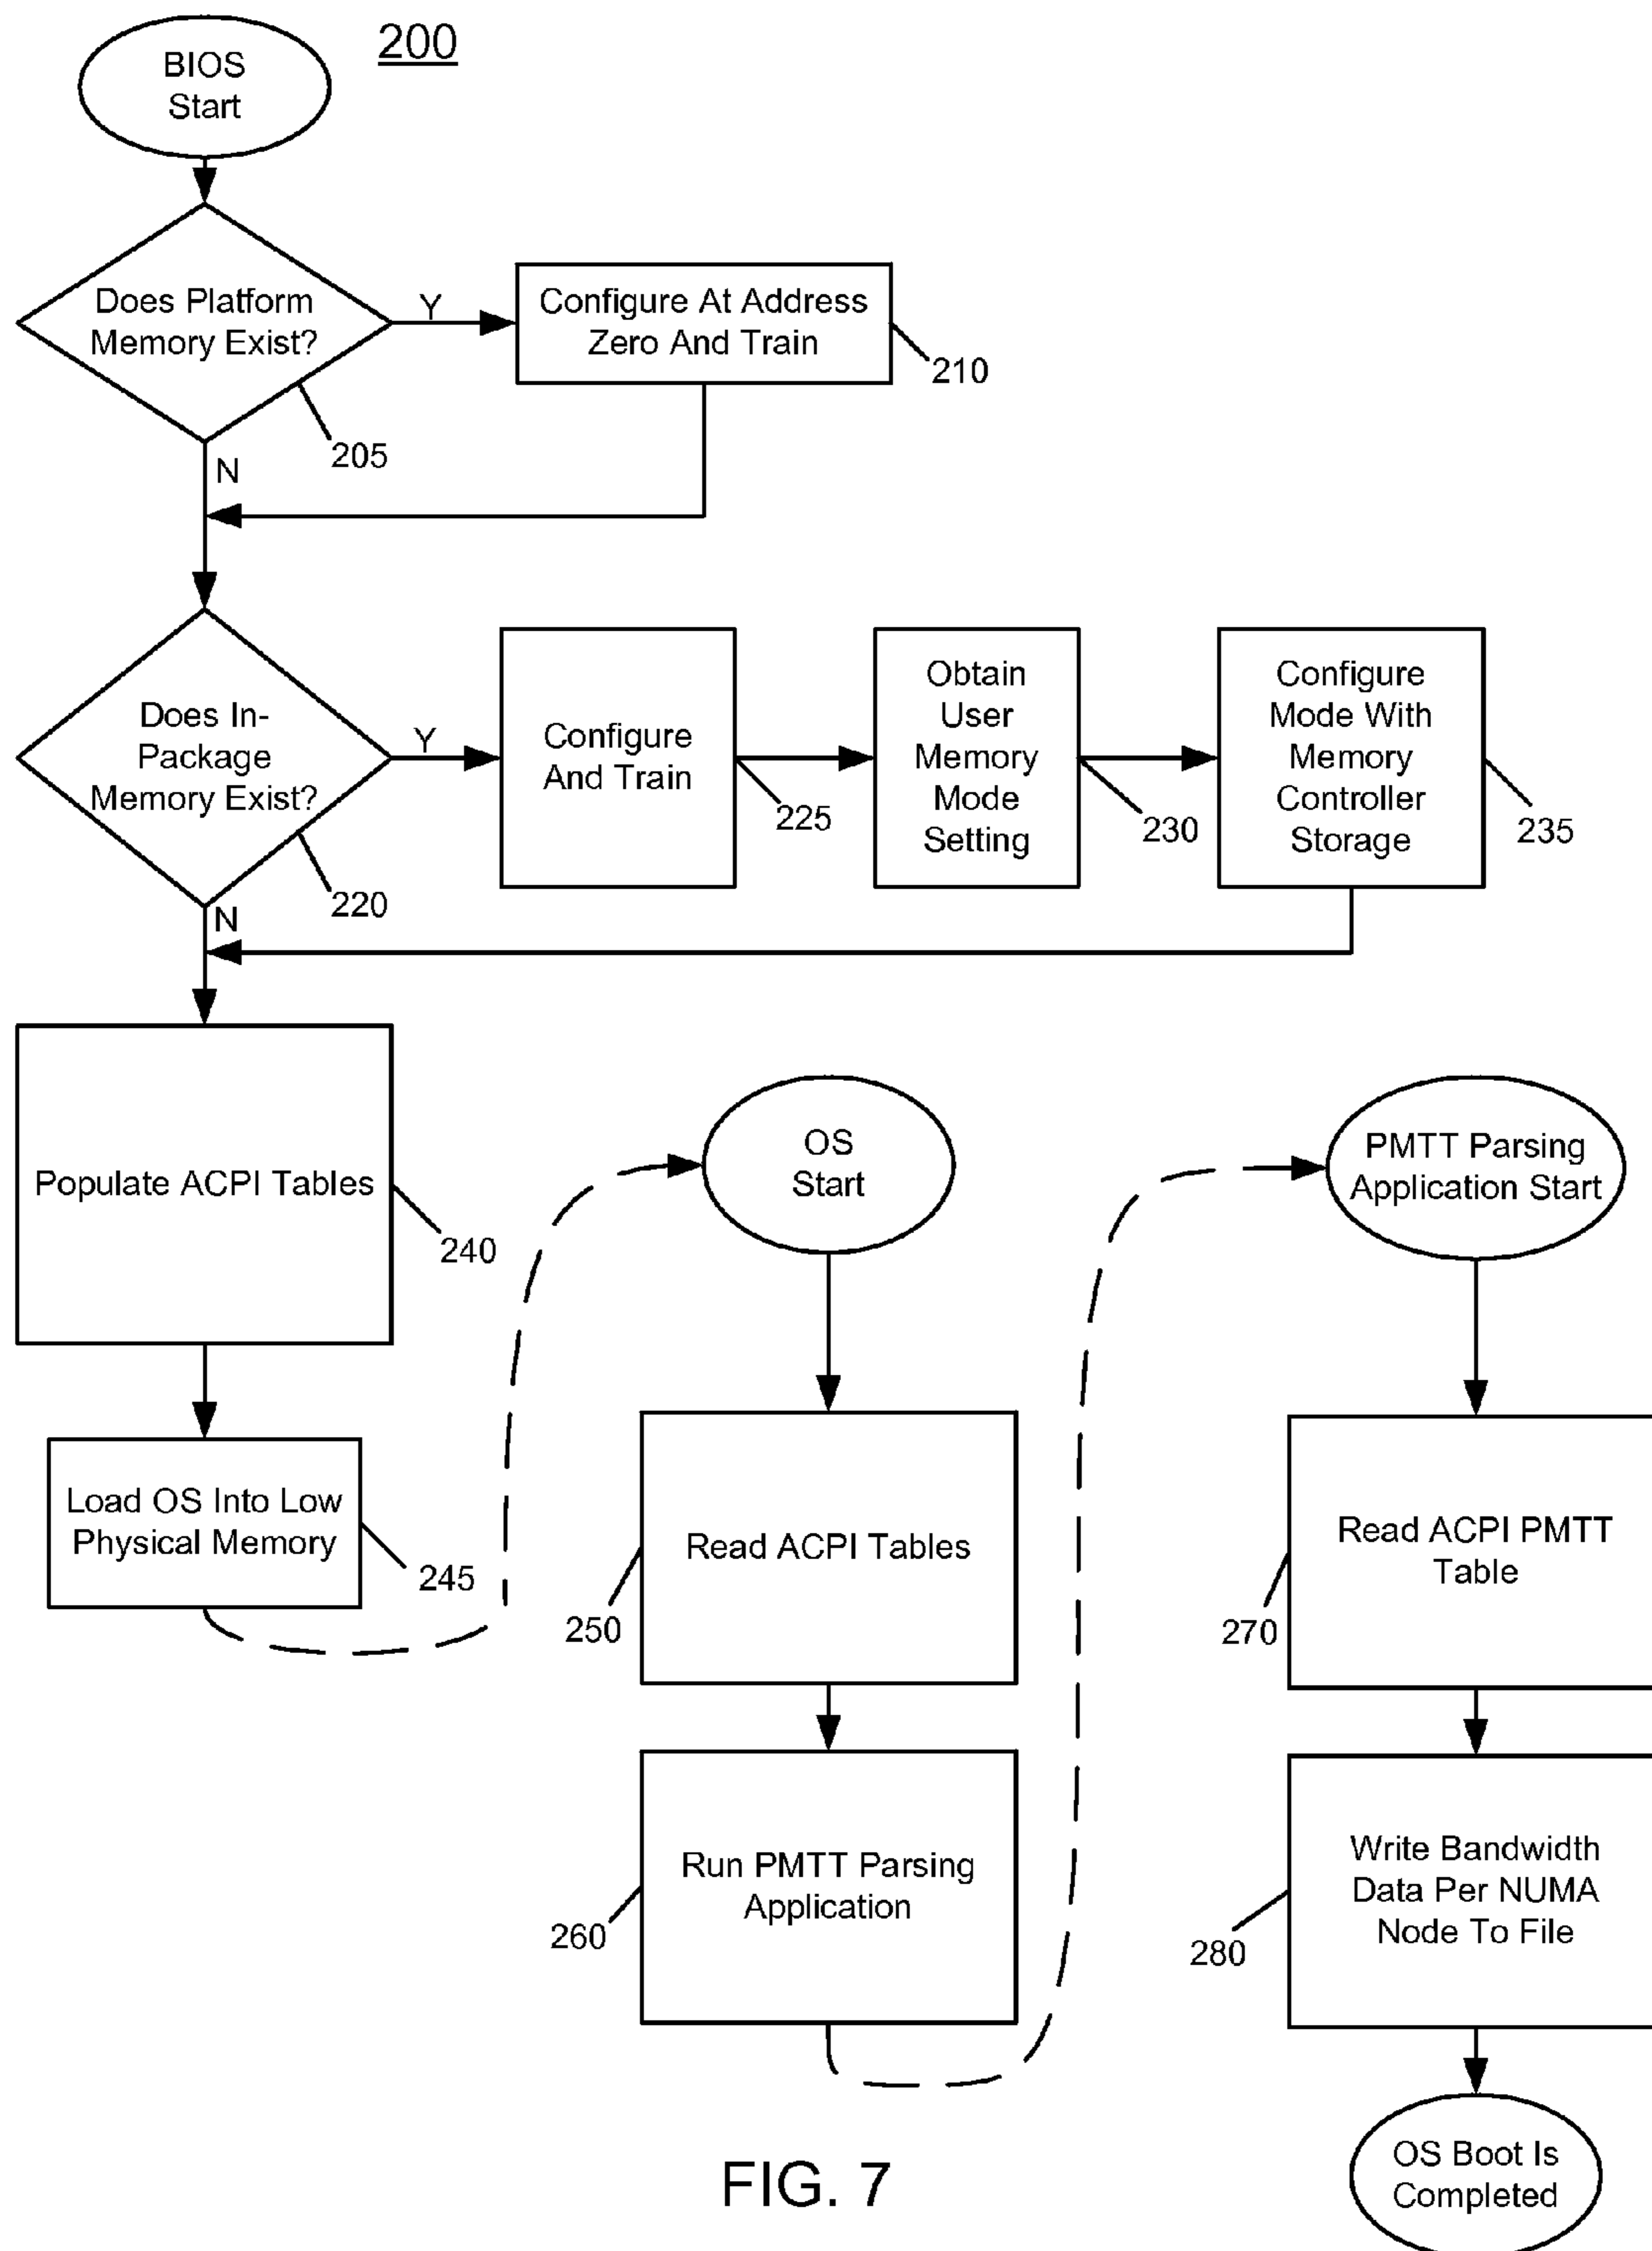 200
BIOS
Start
Does Platform
Memory Exist?
Y
Configure At Address
Zero And Train
210
205
N
Does In-
Package
Memory Exist?
Y
Configure
And Train
225
Obtain
User
Memory
Mode
Setting
230
Configure
Mode With
Memory
Controller
Storage
235
220
N
Populate ACPI Tables
240
Load OS Into Low
Physical Memory
245
OS
Start
Read ACPI Tables
250
Run PMTT Parsing
Application
260
PMTT Parsing
Application Start
Read ACPI PMTT
Table
270
Write Bandwidth
Data Per NUMA
Node To File
280
OS Boot Is
Completed
FIG. 7